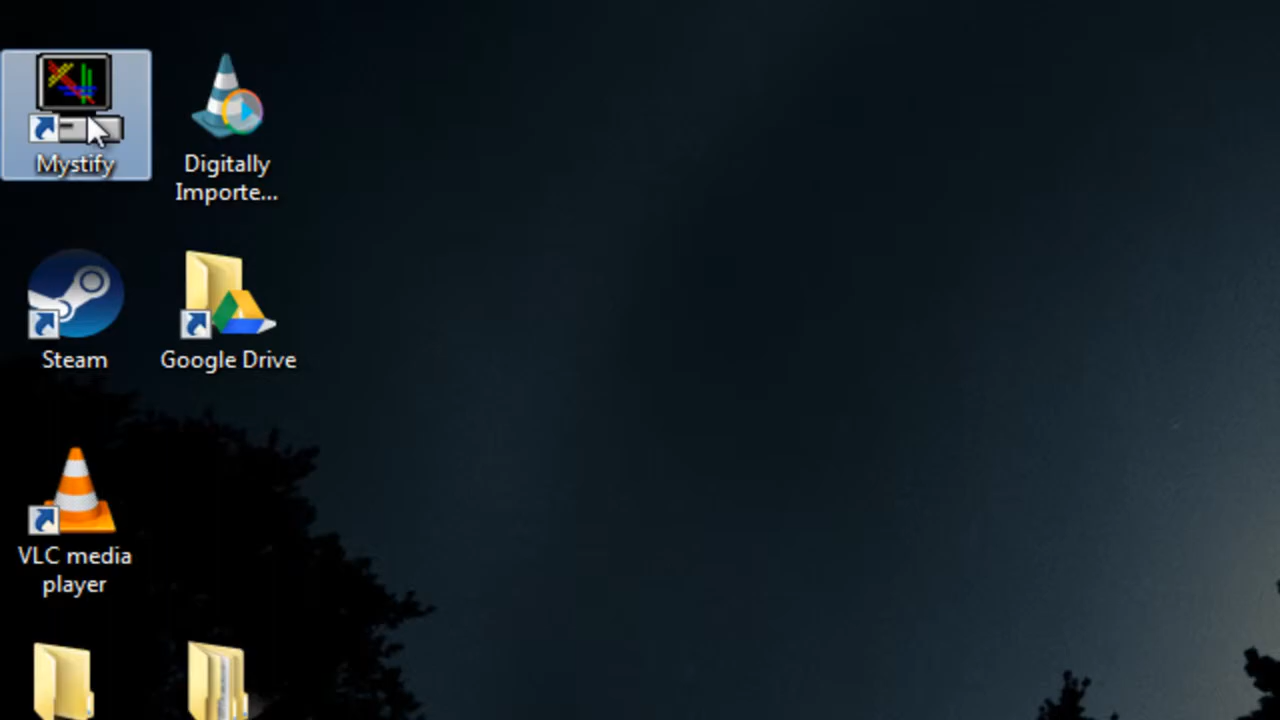 Mystify
Digitally
Importe...
Steam
Google Drive
VLC media
player